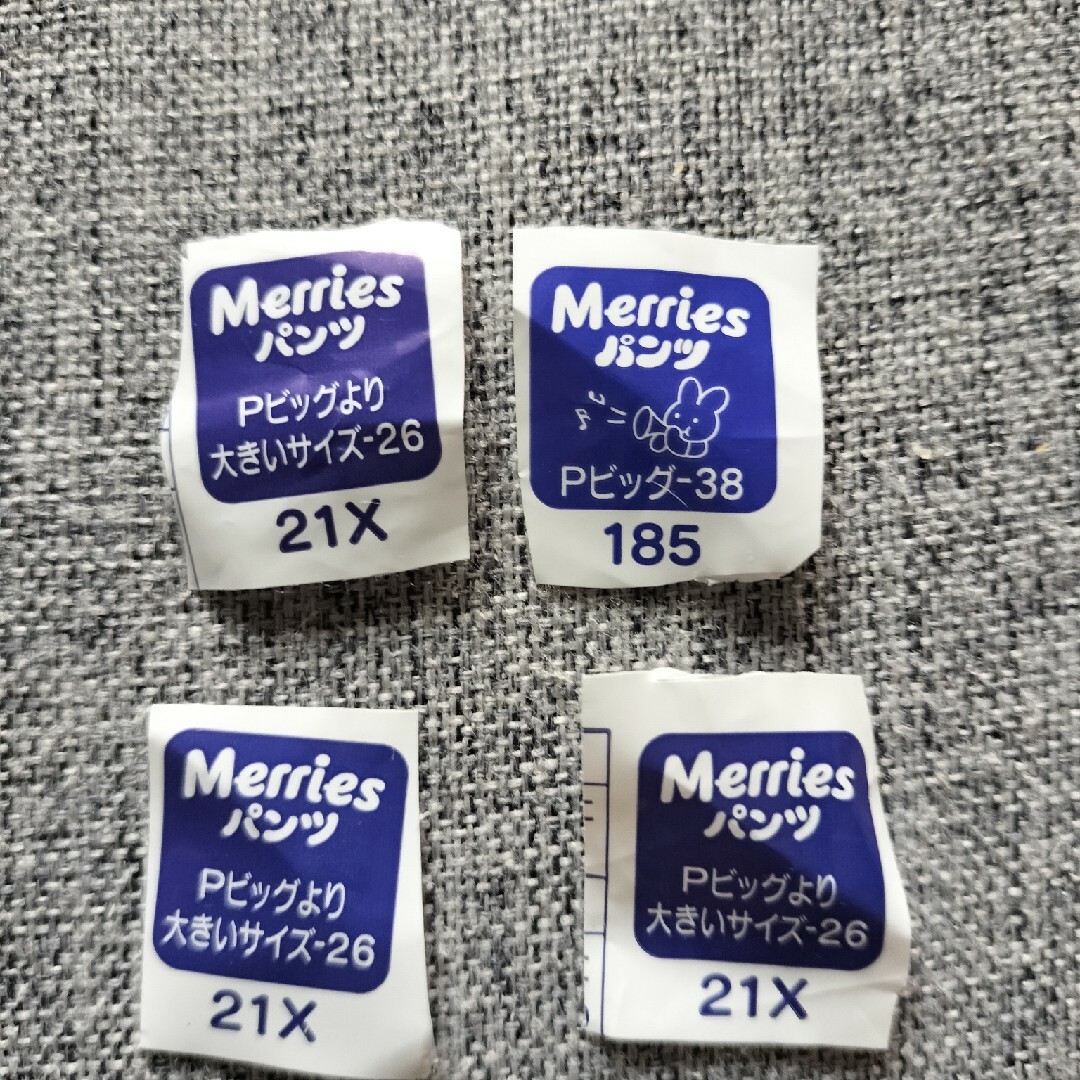 Merries
パンツ
Pビッグより
大きいサイズ-26
21X
Merries
パンツ
Pビッグ-38
185
Merries
パンツ
Pビッグより
大きいサイズ-26
21X
Merries
パンツ
Pビッグより
大きいサイズ-26
21X